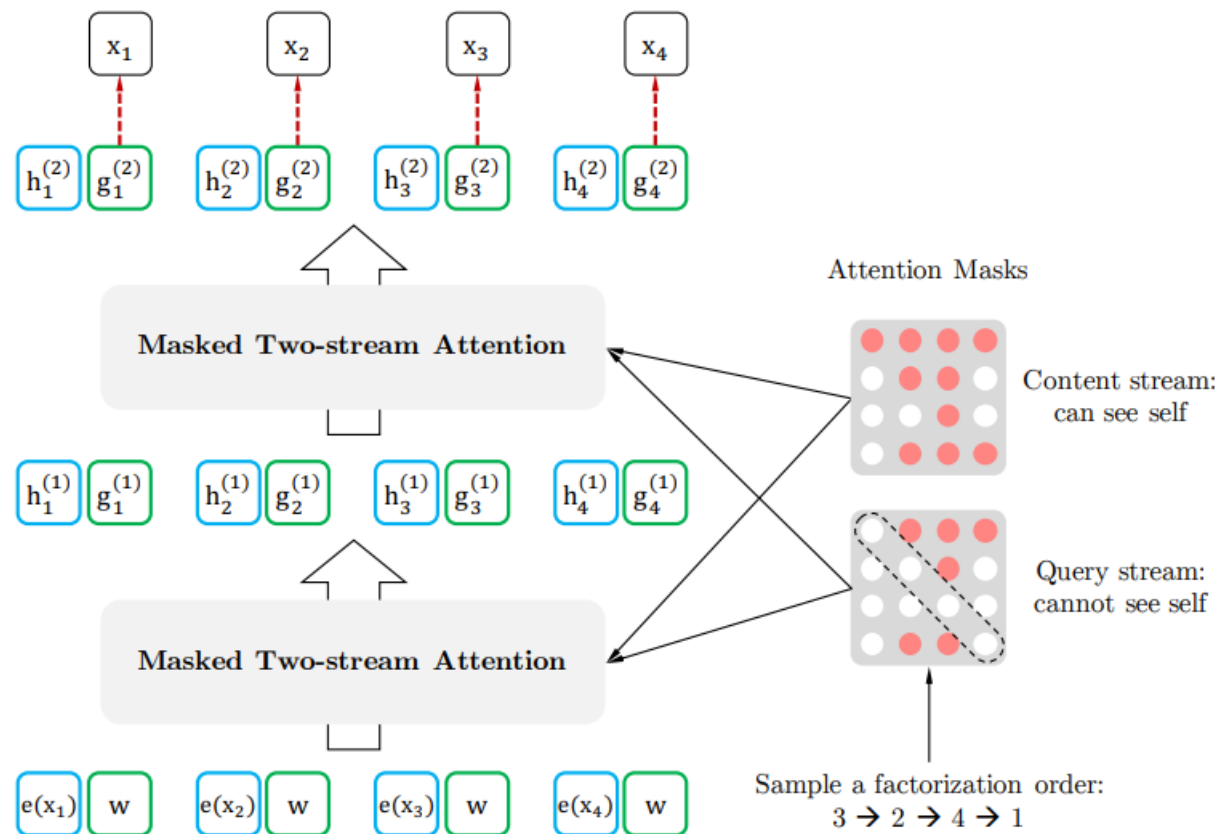 x₁ x₂ x₃ x₄
h₁⁽²⁾ g₁⁽²⁾ h₂⁽²⁾ g₂⁽²⁾ h₃⁽²⁾ g₃⁽²⁾ h₄⁽²⁾ g₄⁽²⁾
Masked Two-stream Attention
h₁⁽¹⁾ g₁⁽¹⁾ h₂⁽¹⁾ g₂⁽¹⁾ h₃⁽¹⁾ g₃⁽¹⁾ h₄⁽¹⁾ g₄⁽¹⁾
Masked Two-stream Attention
e(x₁) w e(x₂) w e(x₃) w e(x₄) w
Attention Masks
Content stream:
can see self
Query stream:
cannot see self
Sample a factorization order:
3 → 2 → 4 → 1